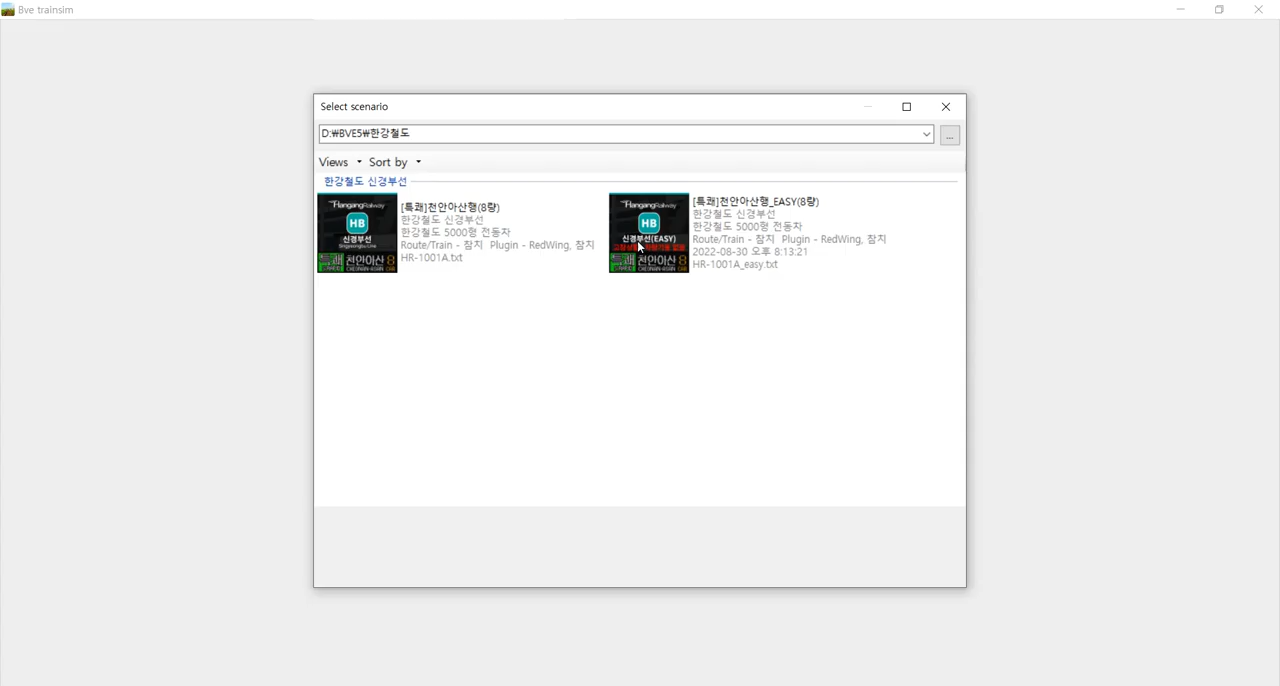 Bve trainsim
Select scenario
D:₩BVE5₩한강철도
...
Views Sort by
한강철도 신경부선
HangangRailway
HB
신경부선
천안아산 8
CHEONAN-ASAN
[특쾌]천안아산행(8량)
한강철도 신경부선
한강철도 5000형 전동차
Route/Train - 참치 Plugin - RedWing, 참치
HR-1001A.txt
HangangRailway
HB
신경부선(EASY)
천안아산 8
CHEONAN-ASAN
[특쾌]천안아산행_EASY(8량)
한강철도 신경부선
한강철도 5000형 전동차
Route/Train - 참치 Plugin - RedWing, 참치
2022-08-30 오후 8:13:21
HR-1001A_easy.txt